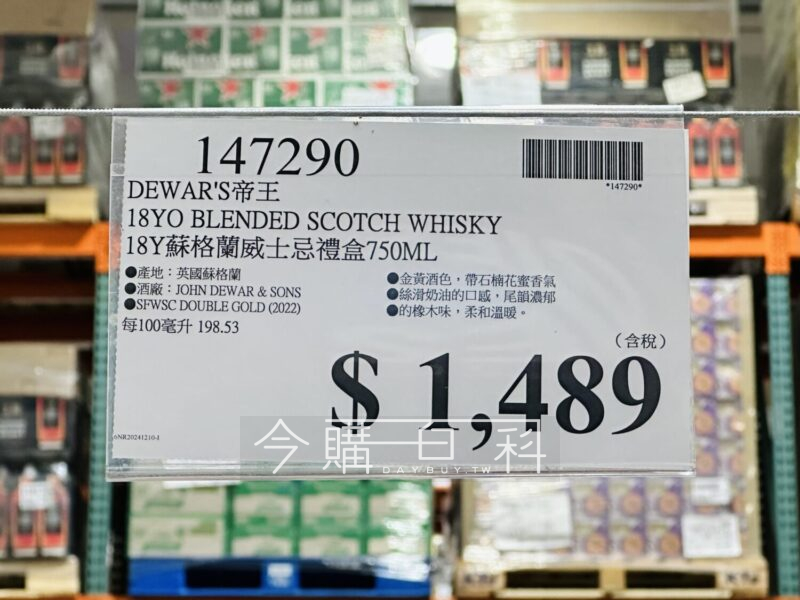 147290
*147290*
DEWAR'S帝王
18YO BLENDED SCOTCH WHISKY
18Y蘇格蘭威士忌禮盒750ML
●產地：英國蘇格蘭
●酒廠：JOHN DEWAR & SONS
●SFWSC DOUBLE GOLD (2022)
每100毫升 198.53
●金黃酒色，帶石楠花蜜香氣
●絲滑奶油的口感，尾韻濃郁
●的橡木味，柔和溫暖。
（含稅）
$ 1,489
6NR20241210-1
今購百科
DAYBUY.TW